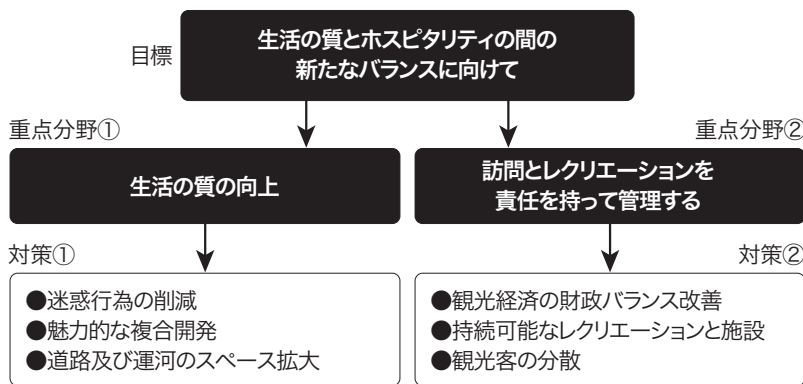 目標
生活の質とホスピタリティの間の
新たなバランスに向けて
重点分野①
重点分野②
生活の質の向上
訪問とレクリエーションを
責任を持って管理する
対策①
対策②
●迷惑行為の削減
●魅力的な複合開発
●道路及び運河のスペース拡大
●観光経済の財政バランス改善
●持続可能なレクリエーションと施設
●観光客の分散